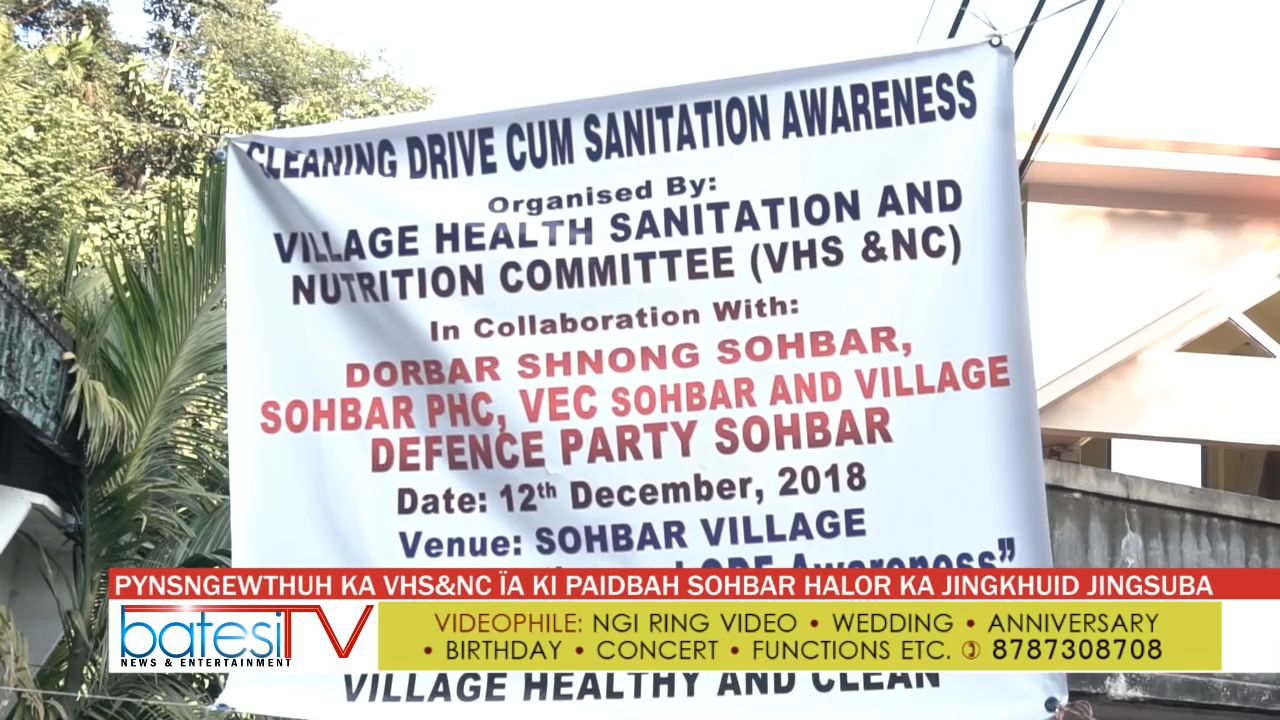 CLEANING DRIVE CUM SANITATION AWARENESS
Organised By:
VILLAGE HEALTH SANITATION AND
NUTRITION COMMITTEE (VHS &NC)
In Collaboration With:
DORBAR SHNONG SOHBAR,
SOHBAR PHC, VEC SOHBAR AND VILLAGE
DEFENCE PARTY SOHBAR
Date: 12th December, 2018
Venue: SOHBAR VILLAGE
ODF Awareness”
PYNSNGEWTHUH KA VHS&NC ÏA KI PAIDBAH SOHBAR HALOR KA JINGKHUID JINGSUBA
batesi TV
NEWS & ENTERTAINMENT
VIDEOPHILE: NGI RING VIDEO • WEDDING • ANNIVERSARY
• BIRTHDAY • CONCERT • FUNCTIONS ETC. ✆ 8787308708
VILLAGE HEALTHY AND CLEAN